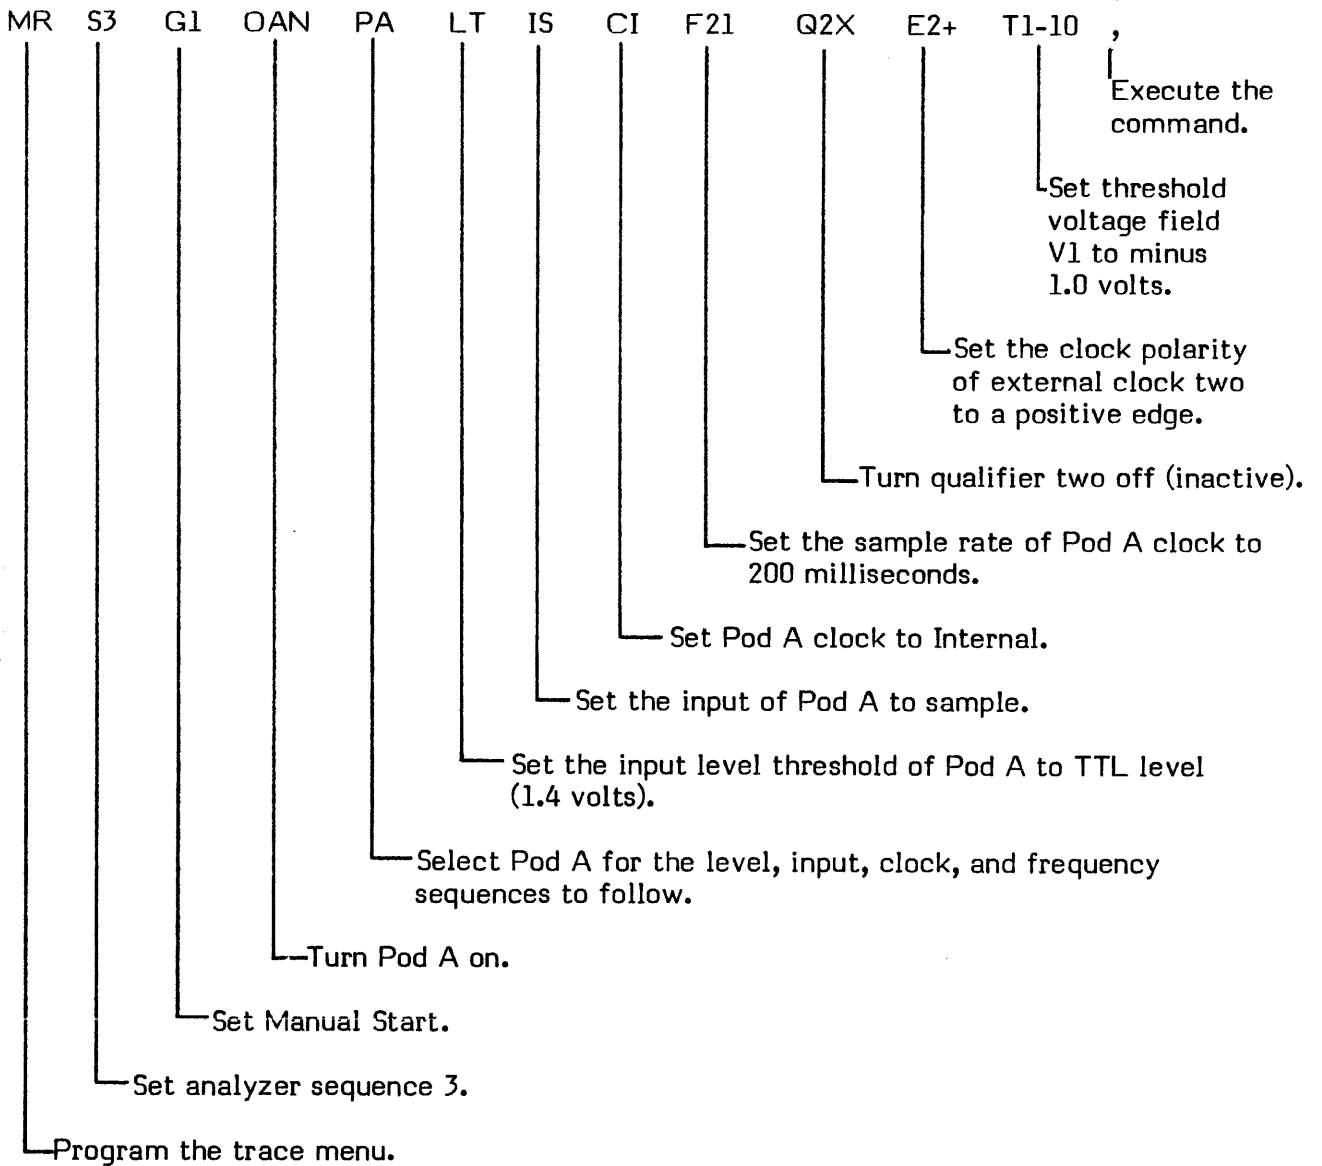 MR S3 G1 OAN PA LT IS CI F21 Q2X E2+ T1-10 ,
Execute the
command.
Set threshold
voltage field
V1 to minus
1.0 volts.
Set the clock polarity
of external clock two
to a positive edge.
Turn qualifier two off (inactive).
Set the sample rate of Pod A clock to
200 milliseconds.
Set Pod A clock to Internal.
Set the input of Pod A to sample.
Set the input level threshold of Pod A to TTL level
(1.4 volts).
Select Pod A for the level, input, clock, and frequency
sequences to follow.
Turn Pod A on.
Set Manual Start.
Set analyzer sequence 3.
Program the trace menu.